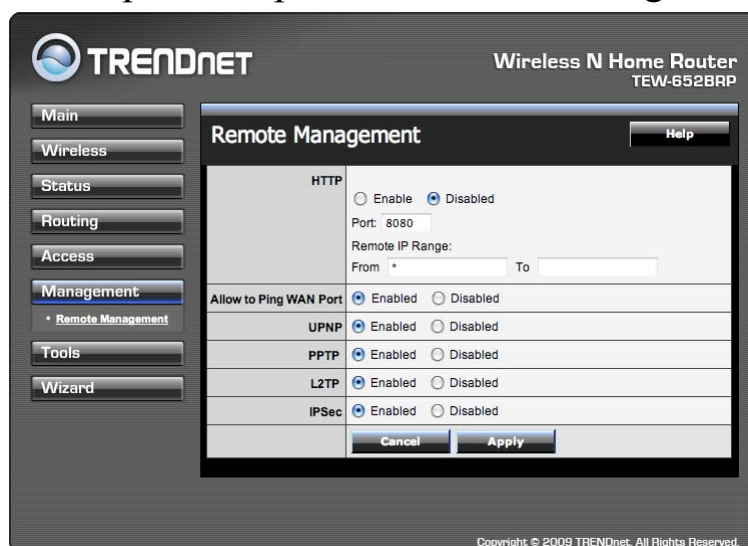 TRENDNET
Wireless N Home Router
TEW-652BRP
Main
Wireless
Status
Routing
Access
Management
• Remote Management
Tools
Wizard
Remote Management
Help
HTTP
Enable Disabled
Port: 8080
Remote IP Range:
From * To
Allow to Ping WAN Port Enabled Disabled
UPNP Enabled Disabled
PPTP Enabled Disabled
L2TP Enabled Disabled
IPSec Enabled Disabled
Cancel Apply
Copyright © 2009 TRENDnet. All Rights Reserved.